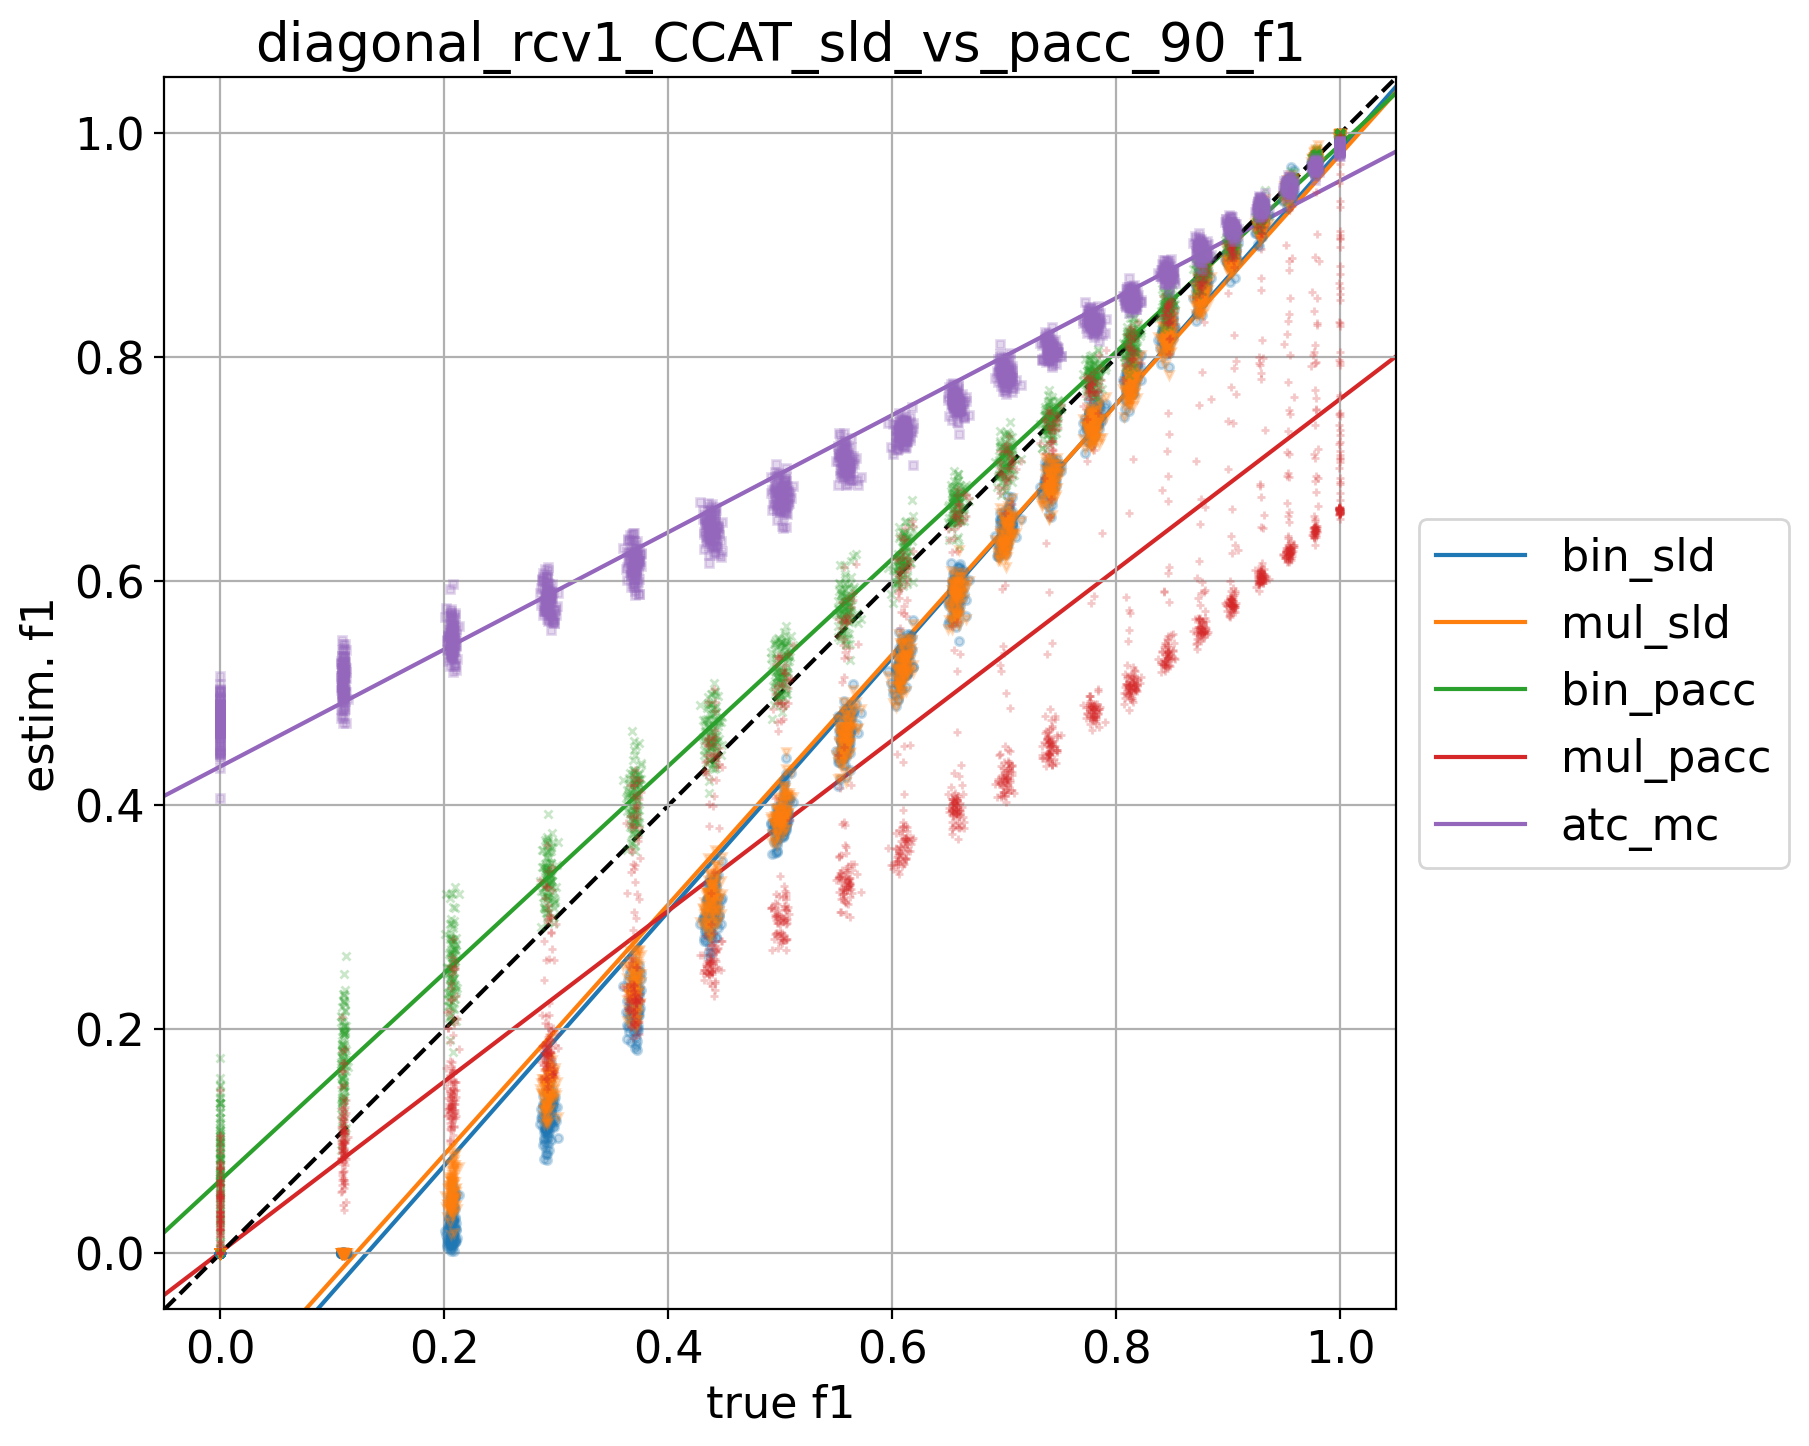 diagonal_rcv1_CCAT_sld_vs_pacc_90_f1
1.0
0.8
0.6
0.4
0.2
0.0
estim. f1
0.0 0.2 0.4 0.6 0.8 1.0
true f1
bin_sld
mul_sld
bin_pacc
mul_pacc
atc_mc